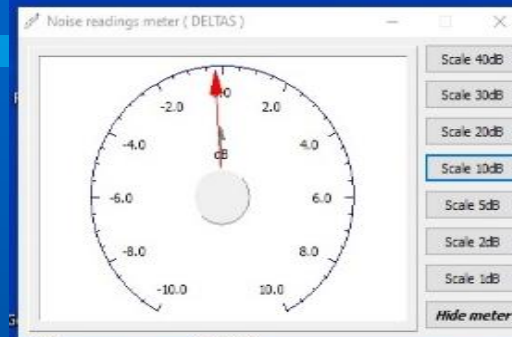 Noise readings meter ( DELTAS )
Scale 40dB
Scale 30dB
Scale 20dB
Scale 10dB
Scale 5dB
Scale 2dB
Scale 1dB
Hide meter
-2.0
2.0
-4.0
4.0
dB
-6.0
6.0
-8.0
8.0
-10.0
10.0